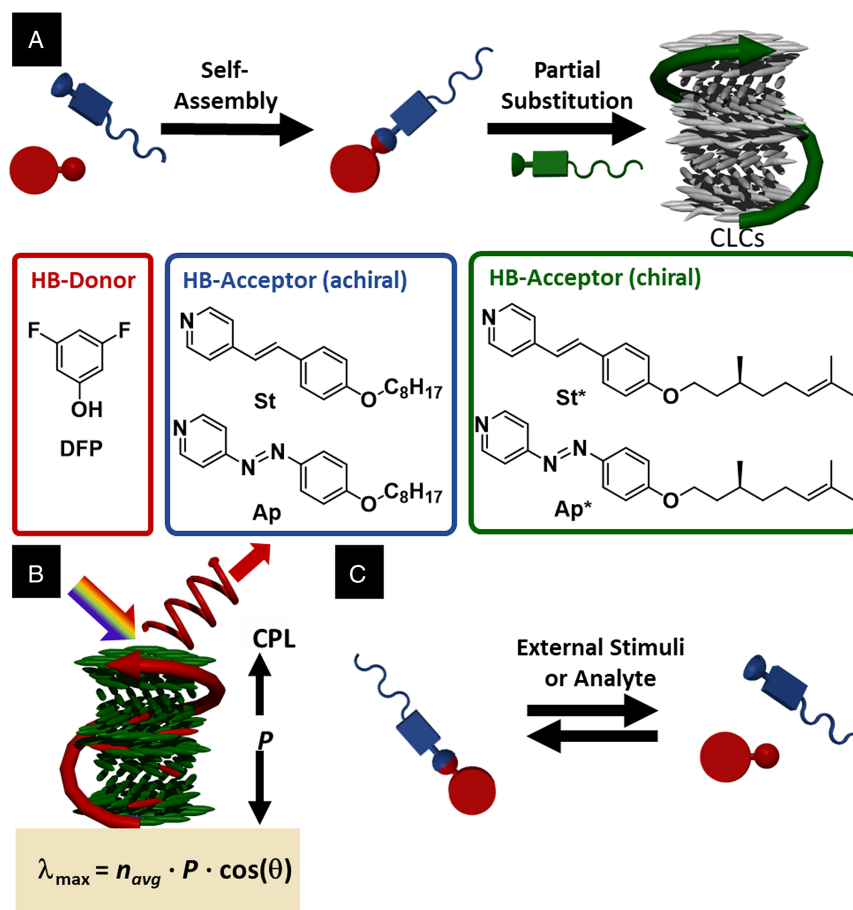 A
Self-
Assembly
Partial
Substitution
CLCs
HB-Donor
F
F
OH
DFP
HB-Acceptor (achiral)
N
O
C8H17
St
N
N
N
O
C8H17
Ap
HB-Acceptor (chiral)
N
O
St*
N
N
N
O
Ap*
B
CPL
P
λmax = navg · P · cos(θ)
C
External Stimuli
or Analyte